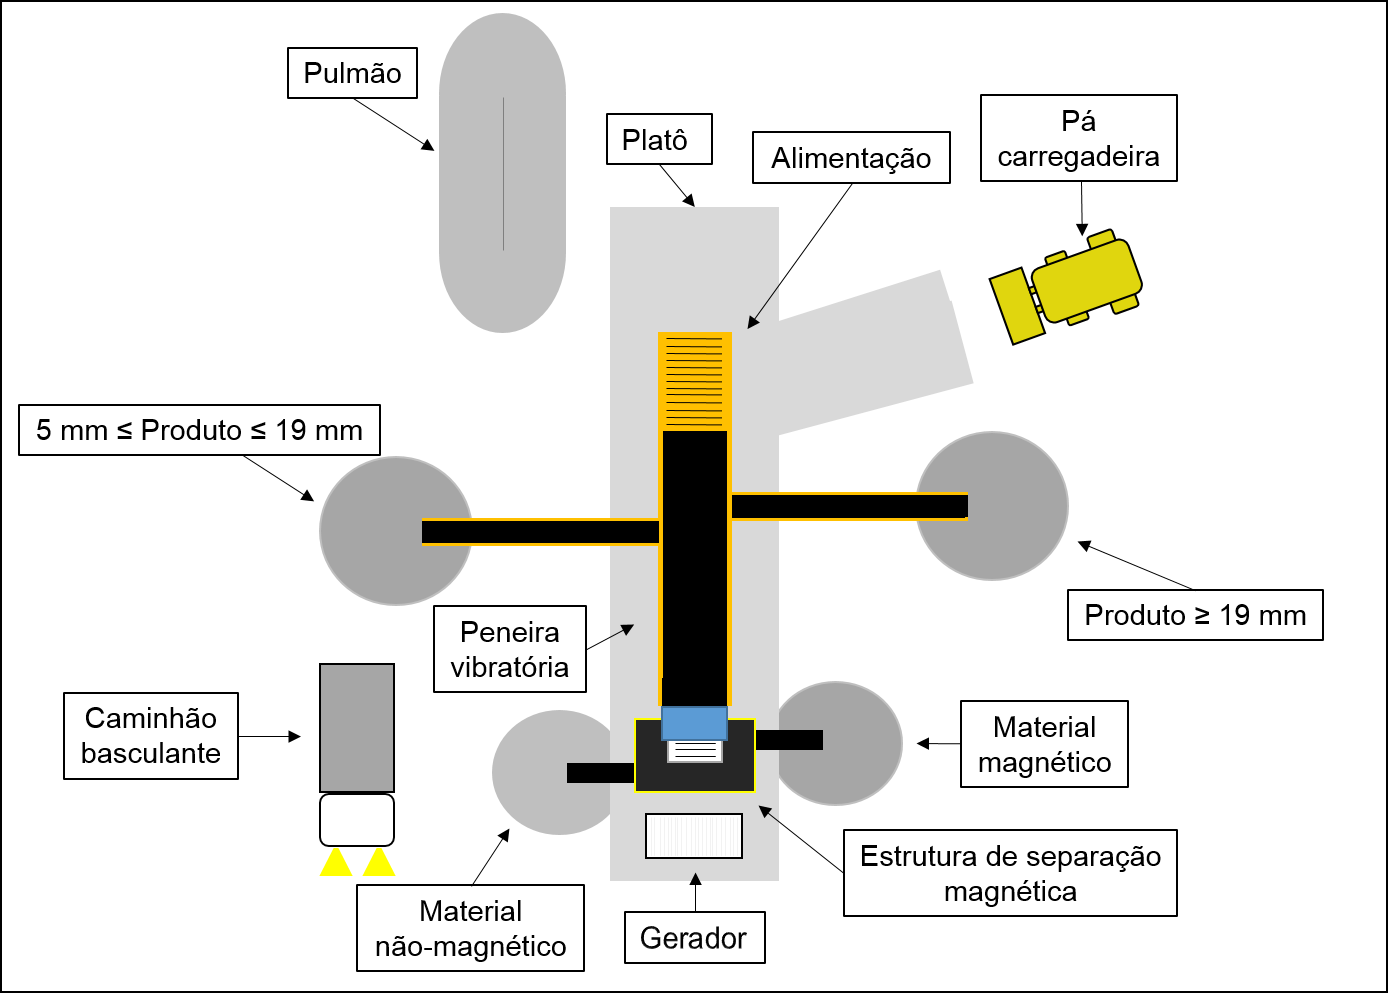 Pulmão
Platô
Alimentação
Pá
carregadeira
5 mm ≤ Produto ≤ 19 mm
Produto ≥ 19 mm
Peneira
vibratória
Caminhão
basculante
Material
magnético
Estrutura de separação
magnética
Material
não-magnético
Gerador